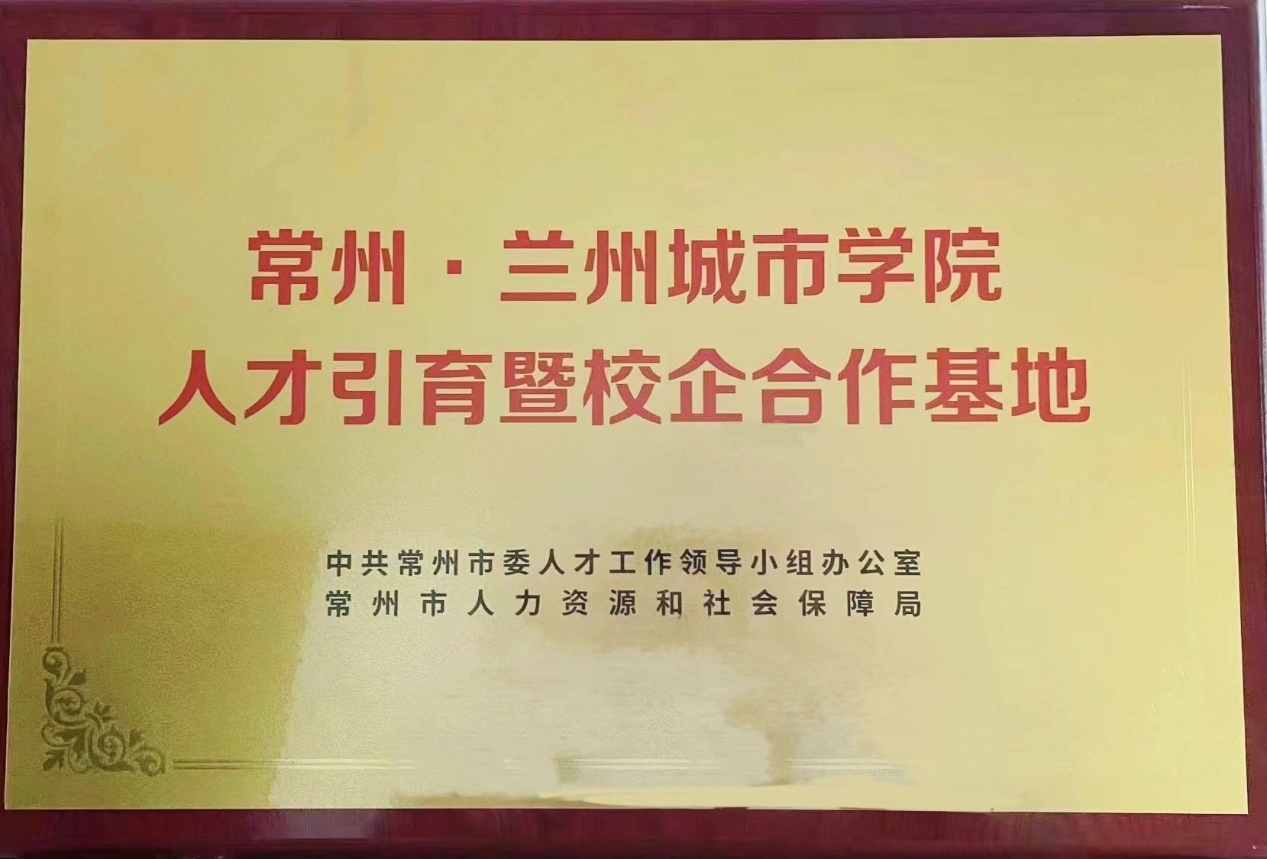 常州·兰州城市学院
人才引育暨校企合作基地
中共常州市委人才工作领导小组办公室
常州市人力资源和社会保障局